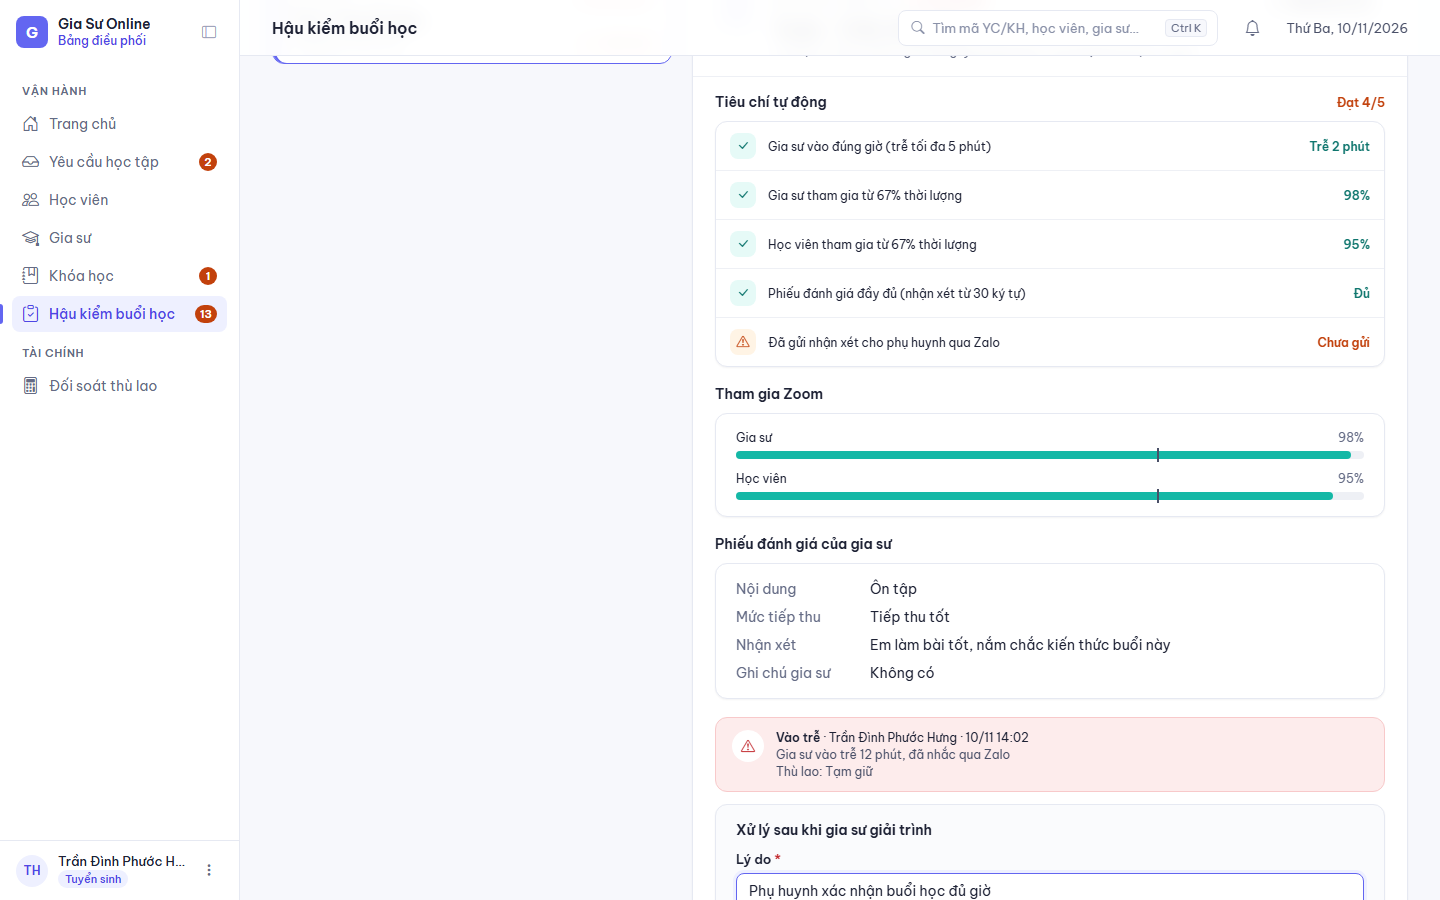 G
Gia Sư Online
Bảng điều phối
VẬN HÀNH
Trang chủ
Yêu cầu học tập
2
Học viên
Gia sư
Khóa học
1
Hậu kiểm buổi học
13
TÀI CHÍNH
Đối soát thù lao
TH
Trần Đình Phước H...
Tuyển sinh
Hậu kiểm buổi học
Tìm mã YC/KH, học viên, gia sư...
Ctrl K
Thứ Ba, 10/11/2026
Tiêu chí tự động
Đạt 4/5
Gia sư vào đúng giờ (trễ tối đa 5 phút)
Trễ 2 phút
Gia sư tham gia từ 67% thời lượng
98%
Học viên tham gia từ 67% thời lượng
95%
Phiếu đánh giá đầy đủ (nhận xét từ 30 ký tự)
Đủ
Đã gửi nhận xét cho phụ huynh qua Zalo
Chưa gửi
Tham gia Zoom
Gia sư
98%
Học viên
95%
Phiếu đánh giá của gia sư
Nội dung
Ôn tập
Mức tiếp thu
Tiếp thu tốt
Nhận xét
Em làm bài tốt, nắm chắc kiến thức buổi này
Ghi chú gia sư
Không có
Vào trễ · Trần Đình Phước Hưng · 10/11 14:02
Gia sư vào trễ 12 phút, đã nhắc qua Zalo
Thù lao: Tạm giữ
Xử lý sau khi gia sư giải trình
Lý do *
Phụ huynh xác nhận buổi học đủ giờ